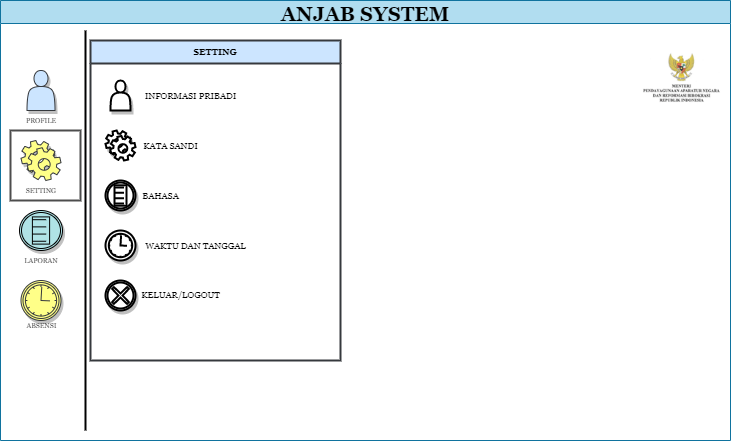 ANJAB SYSTEM
SETTING
PROFILE
SETTING
LAPORAN
ABSENSI
INFORMASI PRIBADI
KATA SANDI
BAHASA
WAKTU DAN TANGGAL
KELUAR/LOGOUT
MENTERI
PENDAYAGUNAAN APARATUR NEGARA
DAN REFORMASI BIROKRASI
REPUBLIK INDONESIA